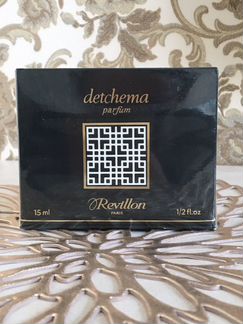 detchema
parfum
Revillon
PARIS
15 ml 1/2 fl.oz